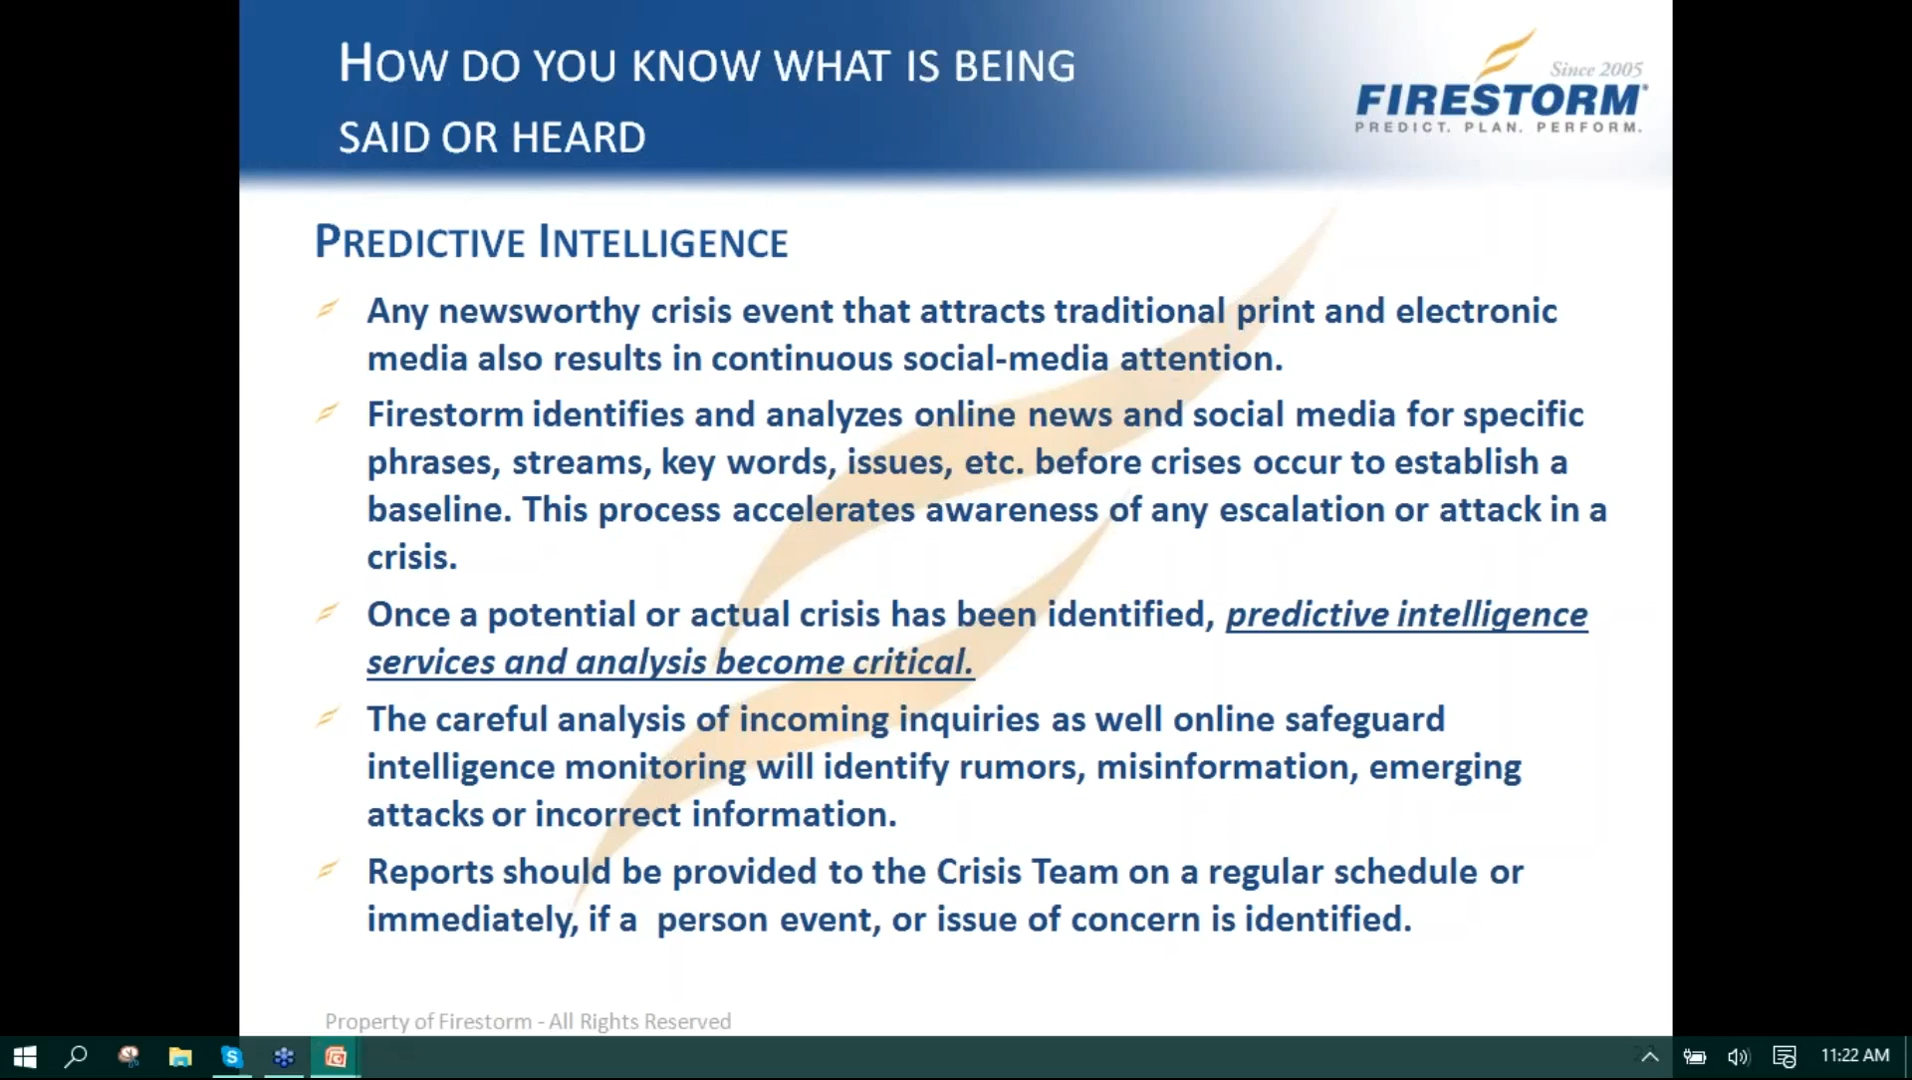 HOW DO YOU KNOW WHAT IS BEING
SAID OR HEARD
Since 2005
FIRESTORM®
PREDICT. PLAN. PERFORM.
PREDICTIVE INTELLIGENCE
Any newsworthy crisis event that attracts traditional print and electronic
media also results in continuous social-media attention.
Firestorm identifies and analyzes online news and social media for specific
phrases, streams, key words, issues, etc. before crises occur to establish a
baseline. This process accelerates awareness of any escalation or attack in a
crisis.
Once a potential or actual crisis has been identified, predictive intelligence
services and analysis become critical.
The careful analysis of incoming inquiries as well online safeguard
intelligence monitoring will identify rumors, misinformation, emerging
attacks or incorrect information.
Reports should be provided to the Crisis Team on a regular schedule or
immediately, if a  person event, or issue of concern is identified.
Property of Firestorm - All Rights Reserved
11:22 AM